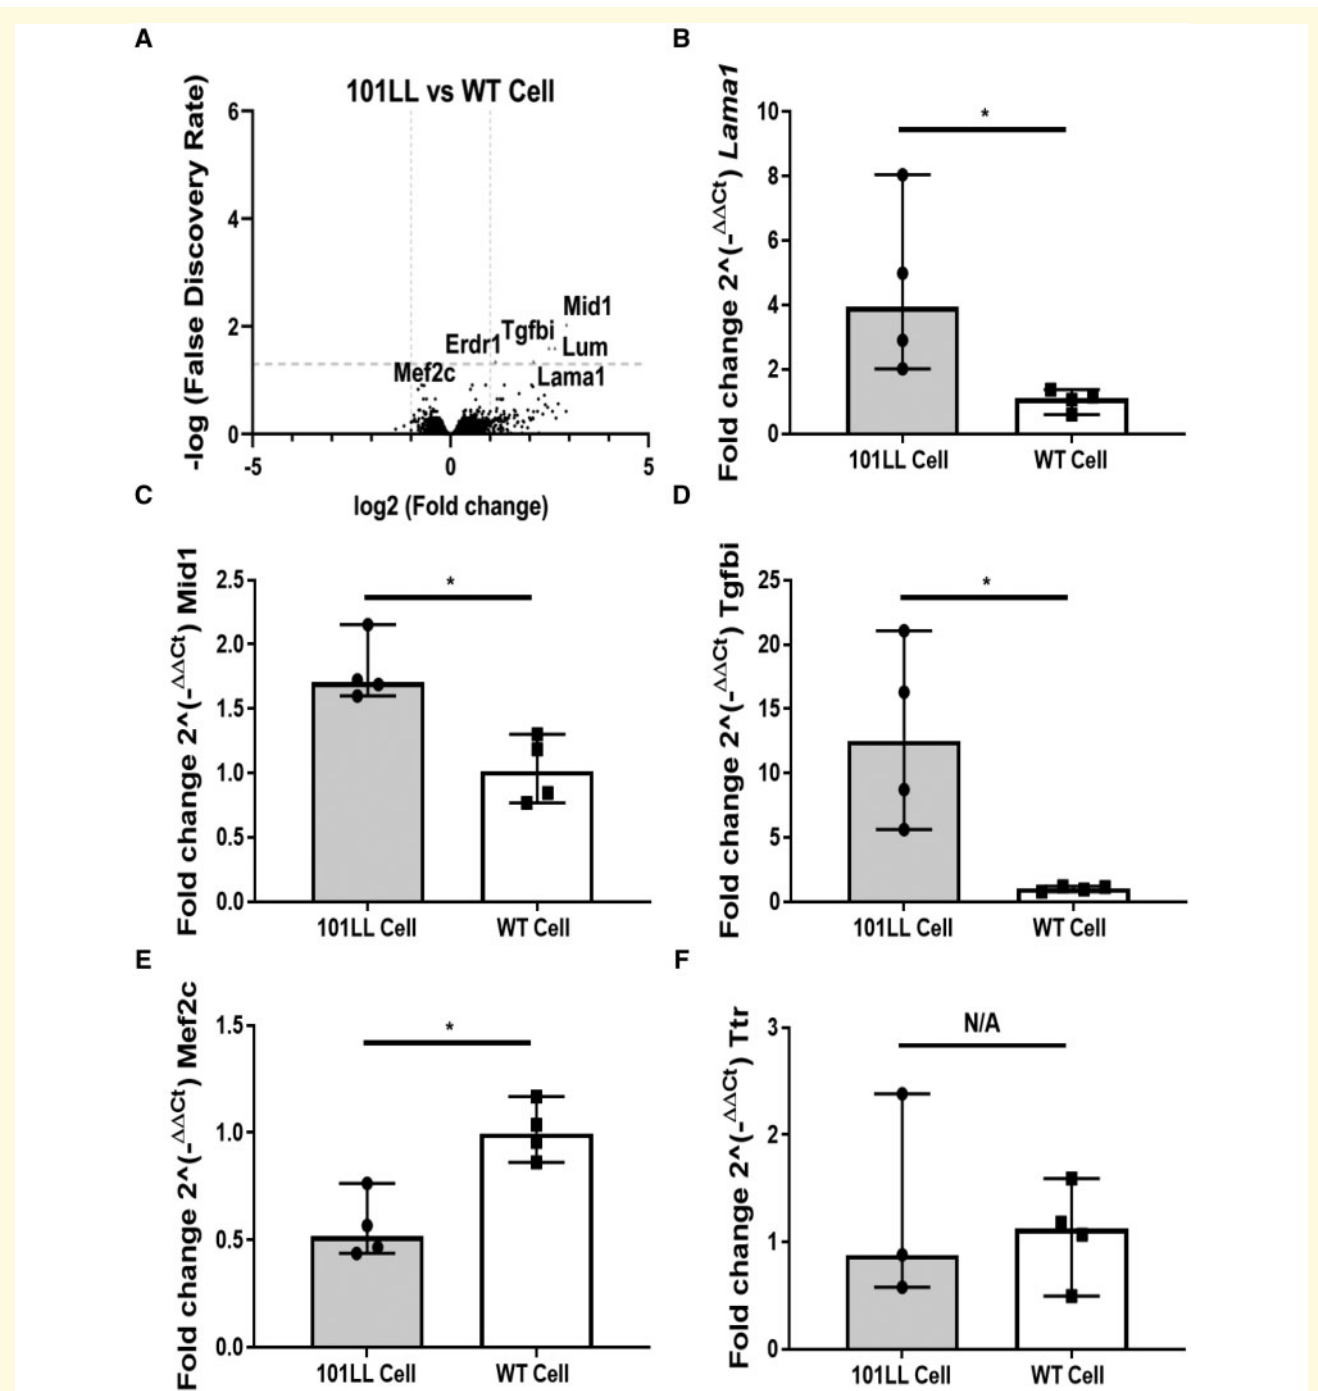 A
101LL vs WT Cell
-log (False Discovery Rate)
6
4
2
0
Mid1
Tgfbi
Erdr1
Lum
Mef2c
Lama1
-5
0
5
log2 (Fold change)
B
Fold change 2^(-ΔΔCt) Lama1
10
8
6
4
2
0
*
101LL Cell
WT Cell
C
Fold change 2^(-ΔΔCt) Mid1
2.5
2.0
1.5
1.0
0.5
0.0
*
101LL Cell
WT Cell
D
Fold change 2^(-ΔΔCt) Tgfbi
25
20
15
10
5
0
*
101LL Cell
WT Cell
E
Fold change 2^(-ΔΔCt) Mef2c
1.5
1.0
0.5
0.0
*
101LL Cell
WT Cell
F
Fold change 2^(-ΔΔCt) Ttr
3
2
1
0
N/A
101LL Cell
WT Cell